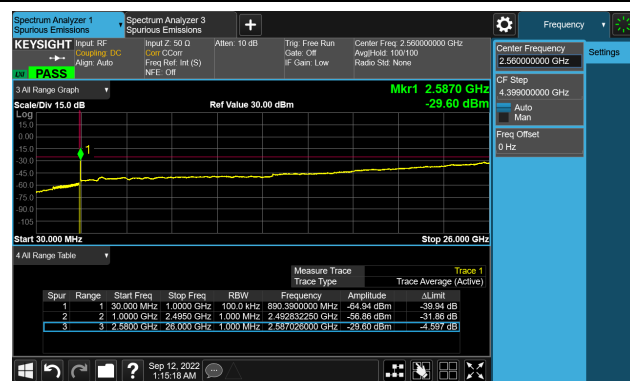 Spectrum Analyzer 1
Spurious Emissions
Spectrum Analyzer 3
Spurious Emissions
+
Frequency
KEYSIGHT
Input: RF
Coupling: DC
Align: Auto
Input Z: 50 Ω
Corr CCorr
Freq Ref: Int (S)
NFE: Off
Atten: 10 dB
Trig: Free Run
Gate: Off
IF Gain: Low
Center Freq: 2.560000000 GHz
Avg|Hold: 100/100
Radio Std: None
LXI PASS
Center Frequency
2.560000000 GHz
Settings
CF Step
4.399000000 GHz
Auto
Man
Freq Offset
0 Hz
3 All Range Graph
Mkr1 2.5870 GHz
Scale/Div 15.0 dB
Ref Value 30.00 dBm
-29.60 dBm
Log
15.0
0.00
-15.0
-30.0
-45.0
-60.0
-75.0
-90.0
-105
1
Start 30.000 MHz
Stop 26.000 GHz
4 All Range Table
Measure Trace Trace 1
Trace Type Trace Average (Active)
Spur Range Start Freq Stop Freq RBW Frequency Amplitude ΔLimit
1 1 30.000 MHz 1.0000 GHz 100.0 kHz 890.39000000 MHz -64.94 dBm -39.94 dB
2 2 1.0000 GHz 2.4950 GHz 1.000 MHz 2.492832250 GHz -56.86 dBm -31.86 dB
3 3 2.5800 GHz 26.000 GHz 1.000 MHz 2.587026000 GHz -29.60 dBm -4.597 dB
?
Sep 12, 2022
1:15:18 AM